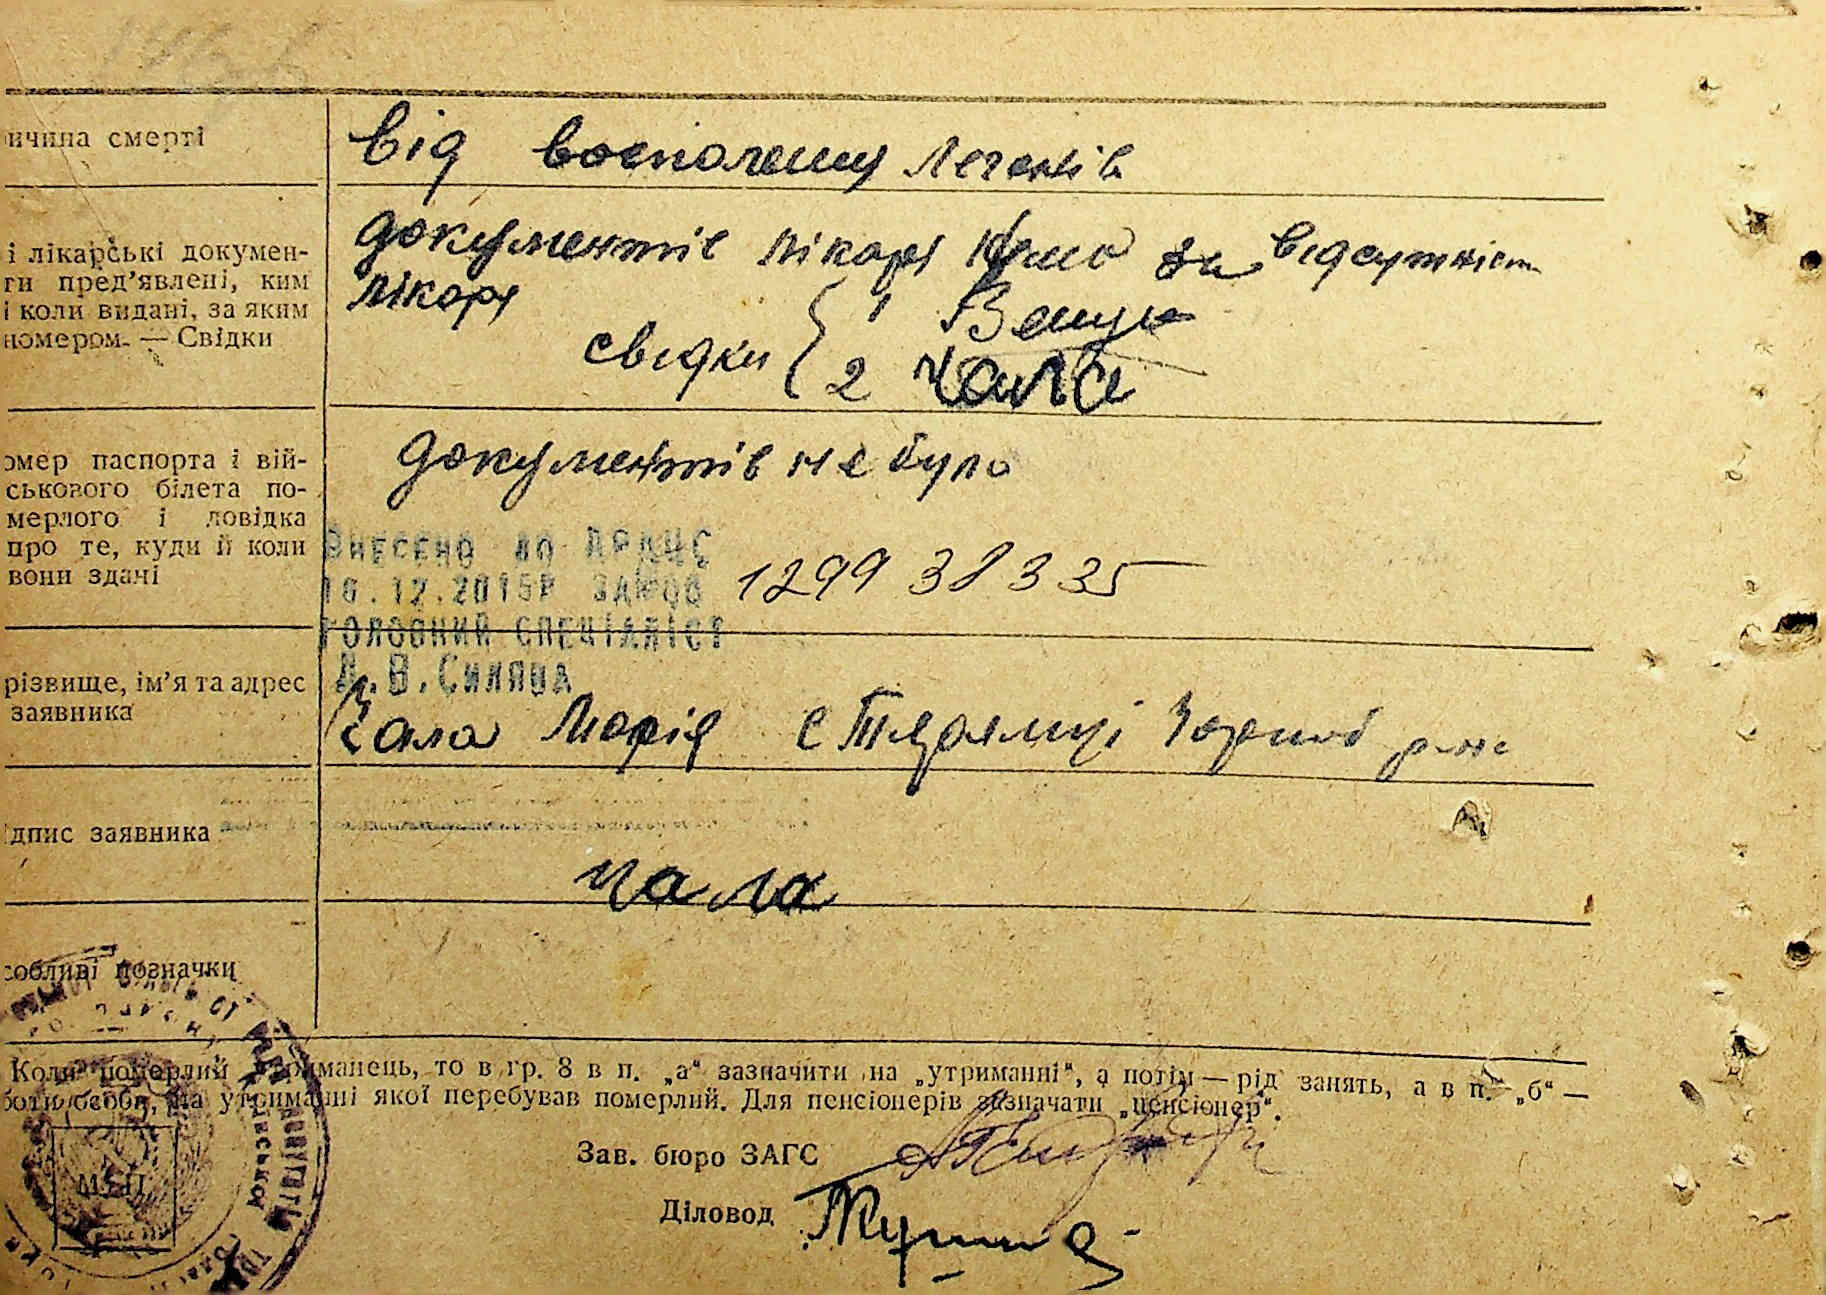 ичина смерті
від воспаленну легенів
і лікарські докумен-
ти пред’явлені, ким
і коли видані, за яким
номером. — Свідки
документів лікаря нема за відсутністю
лікаря
свідки { 1
2 Чала
омер паспорта і вій-
ськового білета по-
мерлого і довідка
про те, куди й коли
вони здані
документів не було
ВНЕСЕНО ДО ДРАЦС
16.12.2015Р
1299 38335
ГОЛОВНИЙ СПЕЦІАЛІСТ
різвище, ім’я та адрес
заявника
Чала Марія с р-на
ідпис заявника
Чала
собливі позначки
Коли померлий утриманець, то в гр. 8 в п. „а“ зазначити на „утриманні“, а потім — рід занять, а в п. „б“ —
боти особи, на утриманні якої перебував померлий. Для пенсіонерів зазначати „пенсіонер“.
Зав. бюро ЗАГС
Діловод